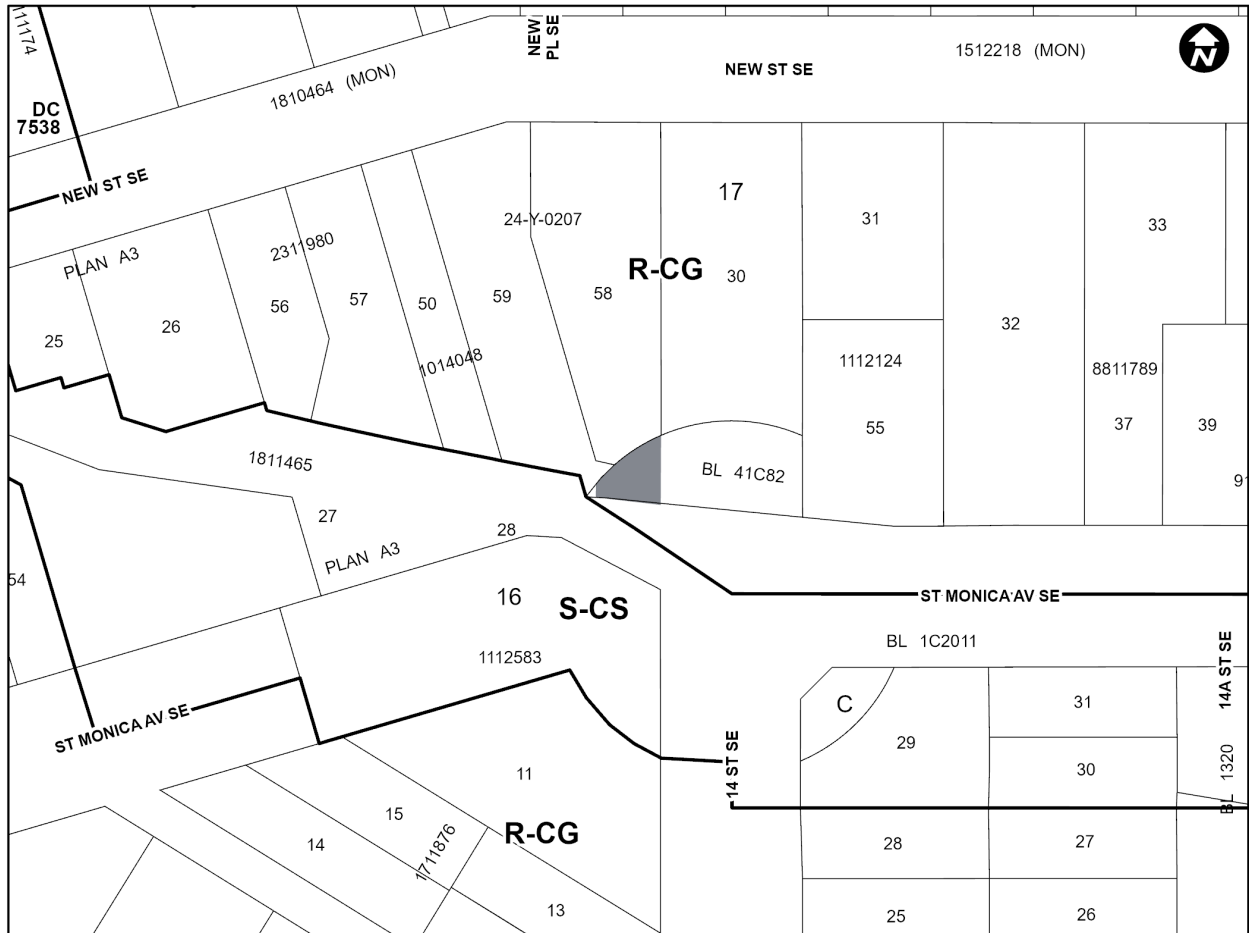 111174
NEW
PL SE
1512218 (MON)
N
NEW ST SE
1810464 (MON)
DC
7538
NEW ST SE
17
24-Y-0207
31
33
2311980
PLAN A3
R-CG
30
56
57
50
59
58
32
26
25
1014048
1112124
8811789
55
37
39
1811465
BL 41C82
91
27
28
PLAN A3
54
16
S-CS
ST MONICA AV SE
BL 1C2011
1112583
14A ST SE
C
31
ST MONICA AV SE
29
14 ST SE
11
30
BL 1320
15
R-CG
14
1711876
28
27
13
25
26